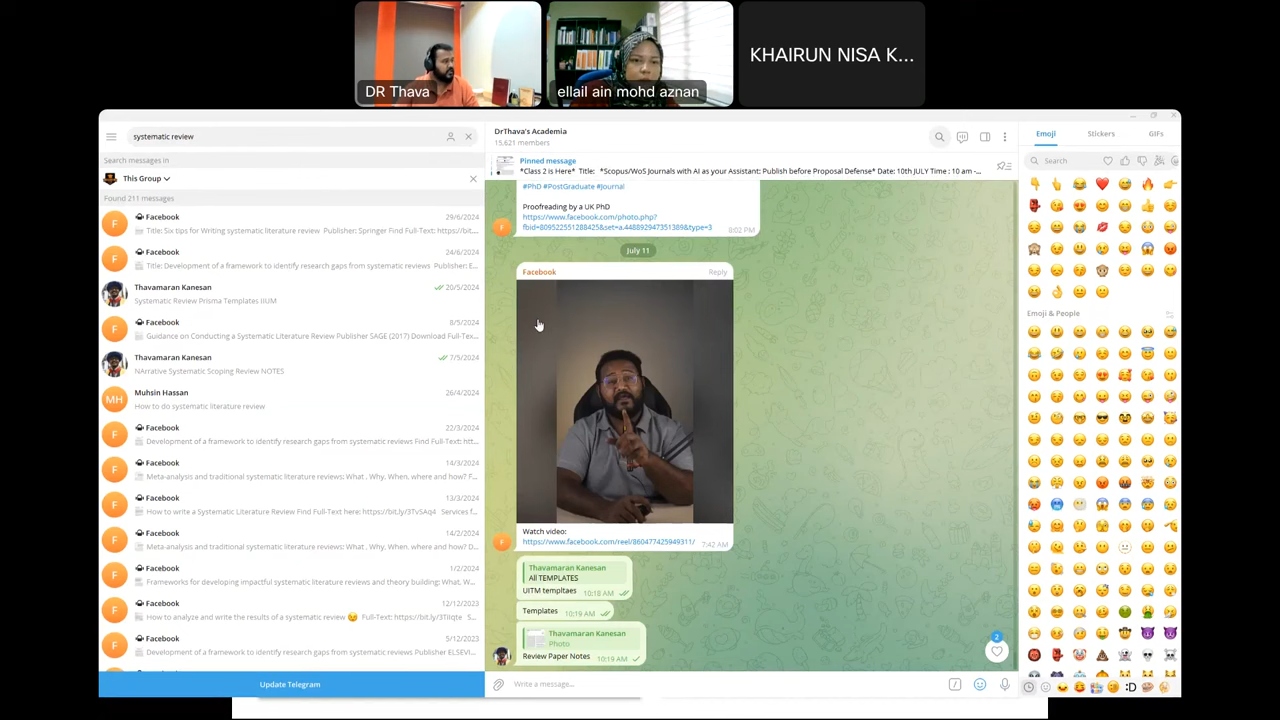 DR Thava
ellail ain mohd aznan
KHAIRUN NISA K...
systematic review
Search messages in
This Group
Found 211 messages
Facebook
29/6/2024
Title: Six tips for Writing systematic literature review Publisher: Springer Find Full-Text: https://bit...
Facebook
24/6/2024
Title: Development of a framework to identify research gaps from systematic reviews Publisher: E...
Thavamaran Kanesan
20/5/2024
Systematic Review Prisma Templates IIUM
Facebook
8/5/2024
Guidance on Conducting a Systematic Literature Review Publisher SAGE (2017) Download Full-Tex...
Thavamaran Kanesan
7/5/2024
NArrative Systematic Scoping Review NOTES
Muhsin Hassan
26/4/2024
How to do systematic literature review
Facebook
22/3/2024
Development of a framework to identify research gaps from systematic reviews Find Full-Text: htt...
Facebook
14/3/2024
Meta-analysis and traditional systematic literature reviews: What , Why, When, where and how? F...
Facebook
13/3/2024
How to write a Systematic Literature Review Find Full-Text here: https://bit.ly/3TvSAq4 Services f...
Facebook
14/2/2024
Meta-analysis and traditional systematic literature reviews: What . Why, When, where and how? ...
Facebook
1/2/2024
Frameworks for developing impactful systematic literature reviews and theory building: What, W...
Facebook
12/12/2023
How to analyze and write the results of a systematic review 😉 Full-Text:
Facebook
5/12/2023
Development of a framework to identify research gaps from systematic reviews Publisher ELSEVI...
Update Telegram
DrThava's Academia
15,621 members
Pinned message
*Class 2 is Here* Title: *Scopus/WoS Journals with AI as your Assistant: Publish before Proposal Defense* Date: 10th JULY Time : 10 am -...
#PhD #PostGraduate #Journal
Proofreading by a UK PhD
https://www.facebook.com/photo.php?
fbid=809522551288425&set=a.448892947351389&type=3
8:02 PM
July 11
Facebook
Reply
Watch video:
https://www.facebook.com/reel/860477425949311/
7:42 AM
Thavamaran Kanesan
All TEMPLATES
UITM templtaes
10:18 AM
Templates
10:19 AM
Thavamaran Kanesan
Photo
Review Paper Notes
10:19 AM
2
Write a message...
Emoji
Stickers
GIFs
Search
Emoji & People